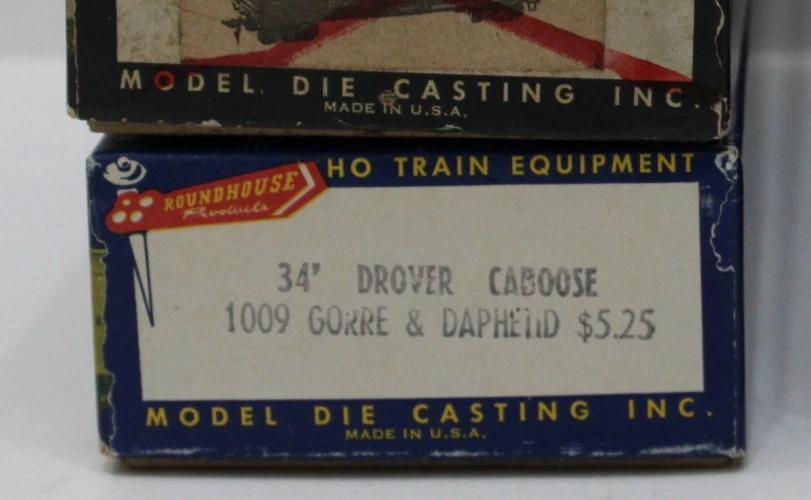 MODEL DIE CASTING INC.
MADE IN U.S.A.
ROUNDHOUSE
Products
HO TRAIN EQUIPMENT
34' DROVER CABOOSE
1009 GORRE & DAPHETID $5.25
MODEL DIE CASTING INC.
MADE IN U.S.A.